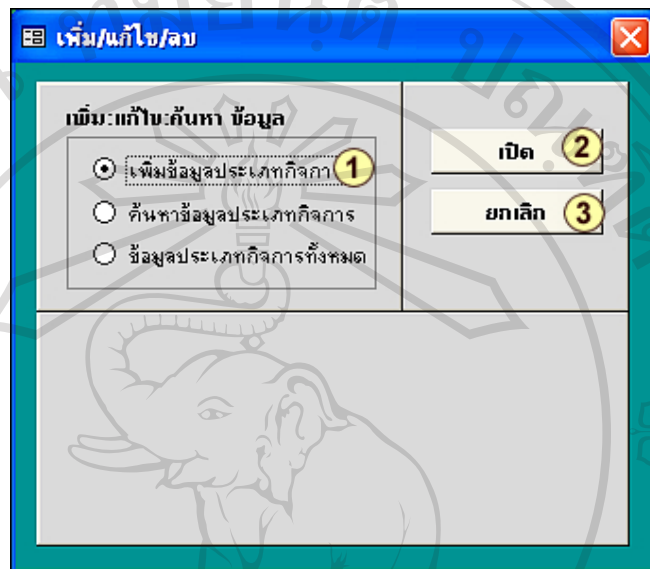 เพิ่ม/แก้ไข/ลบ
เพิ่ม:แก้ไข:ค้นหา ข้อมูล
เพิ่มข้อมูลประเภทกิจกา 1
ค้นหาข้อมูลประเภทกิจการ
ข้อมูลประเภทกิจการทั้งหมด
เปิด 2
ยกเลิก 3